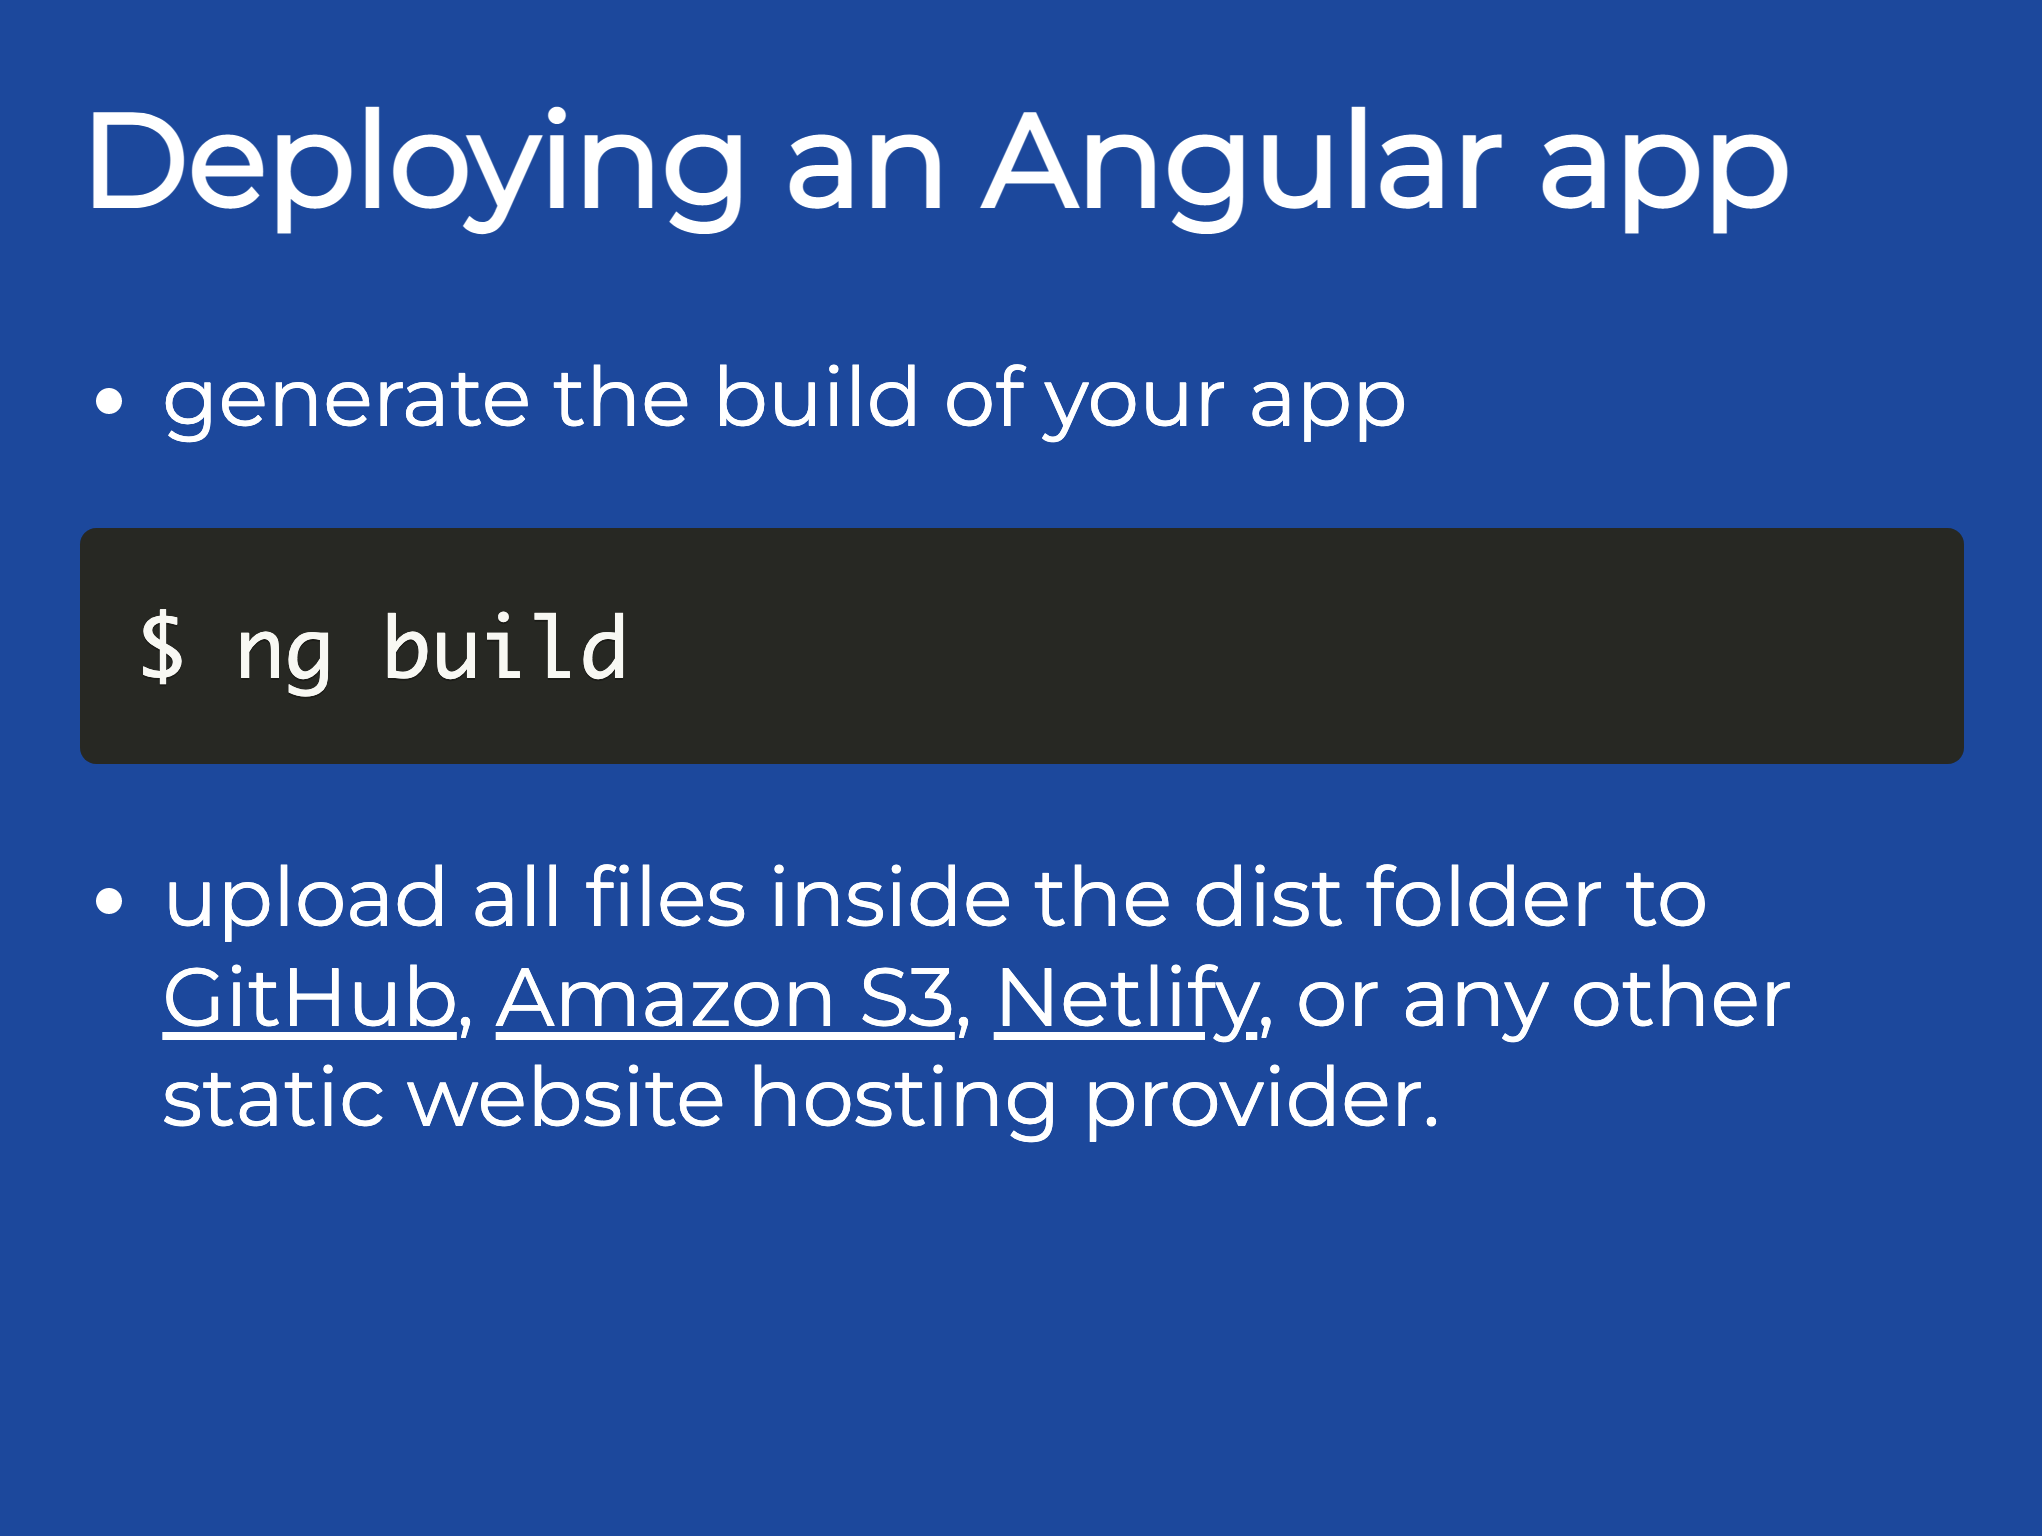 Deploying an Angular app
• generate the build of your app
$ ng build
• upload all files inside the dist folder to
GitHub, Amazon S3, Netlify, or any other
static website hosting provider.